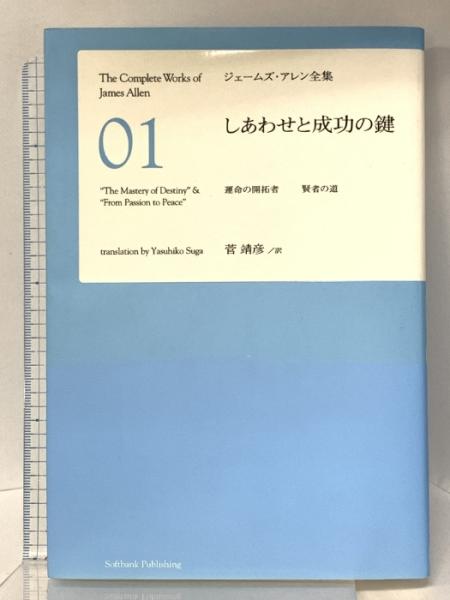 The Complete Works of
James Allen
ジェームズ・アレン全集
01
しあわせと成功の鍵
"The Mastery of Destiny" &
"From Passion to Peace"
運命の開拓者 賢者の道
translation by Yasuhiko Suga
菅 靖彦/訳
Softbank Publishing